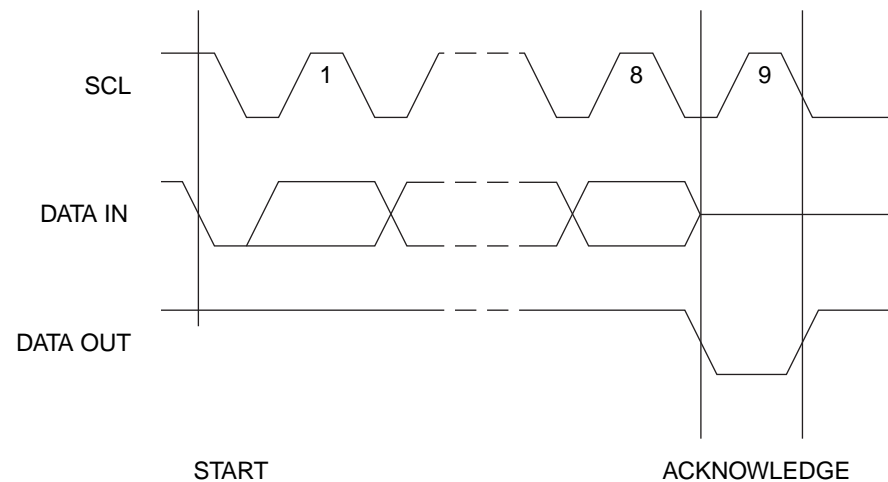 SCL
1
8
9
DATA IN
DATA OUT
START
ACKNOWLEDGE